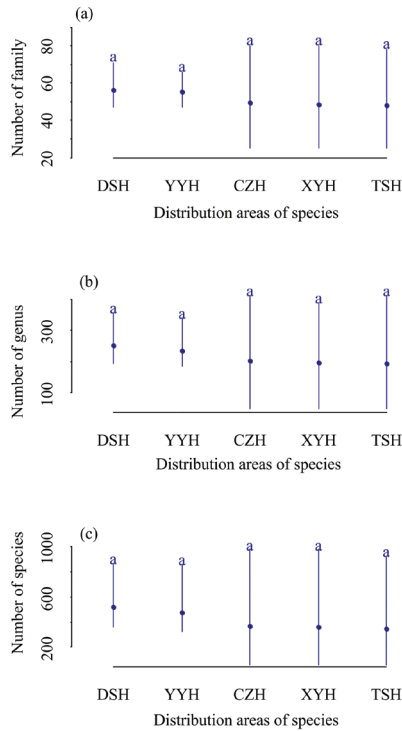 (a)
Number of family
80
60
40
20
a a a a a
DSH YYH CZH XYH TSH
Distribution areas of species
(b)
Number of genus
300
100
a a a a a
DSH YYH CZH XYH TSH
Distribution areas of species
(c)
Number of species
1000
600
200
a a a a a
DSH YYH CZH XYH TSH
Distribution areas of species